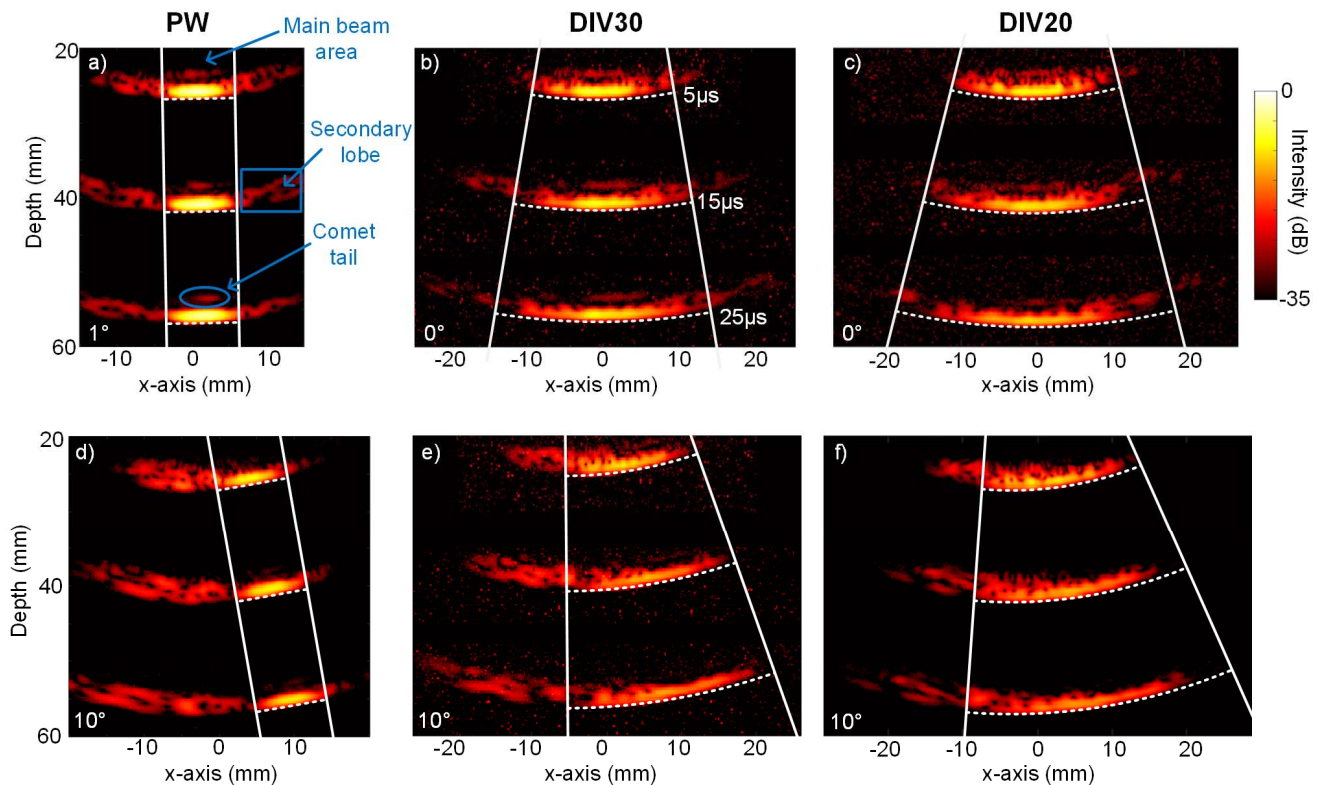 PW
DIV30
DIV20
Main beam
area
a)
b)
c)
5µs
Secondary
lobe
15µs
Comet
tail
25µs
1°
0°
0°
20
40
60
Depth (mm)
-10
0
10
x-axis (mm)
-20
-10
0
10
20
x-axis (mm)
-20
-10
0
10
20
x-axis (mm)
0
-35
Intensity (dB)
d)
e)
f)
10°
10°
10°
20
40
60
Depth (mm)
-10
0
10
x-axis (mm)
-20
-10
0
10
20
x-axis (mm)
-20
-10
0
10
20
x-axis (mm)